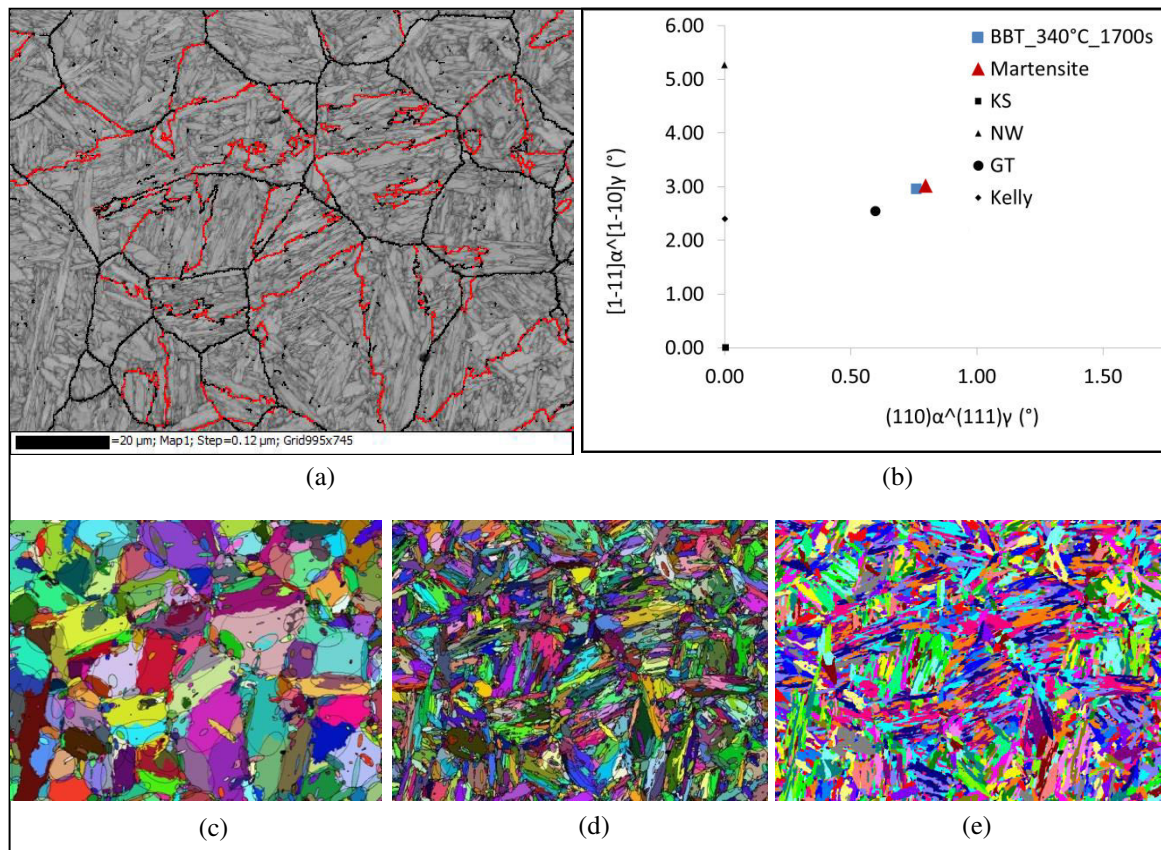 6.00
5.00
4.00
3.00
2.00
1.00
0.00
0.00 0.50 1.00 1.50
[1-11]α^[1-10]γ (°)
(110)α^(111)γ (°)
BBT_340°C_1700s
Martensite
KS
NW
GT
Kelly
=20 µm; Map1; Step=0.12 µm; Grid995x745
(a)
(b)
(c)
(d)
(e)